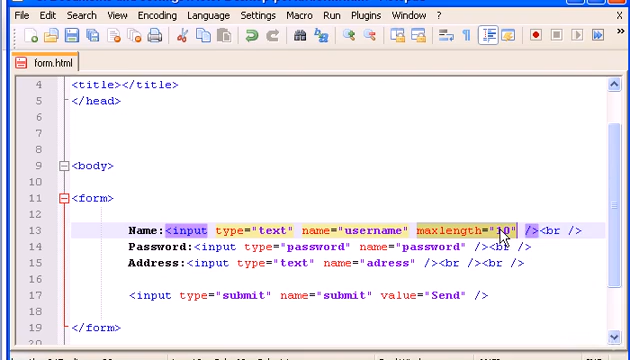 File Edit Search View Encoding Language Settings Macro Run Plugins Window ? X
form.html
4 <title></title>
5 </head>
6
7
8
9 <body>
10
11 <form>
12
13 Name:<input type="text" name="username" maxlength="10" /><br />
14 Password:<input type="password" name="password" /><br />
15 Address:<input type="text" name="adress" /><br /><br />
16
17 <input type="submit" name="submit" value="Send" />
18
19 </form>
20